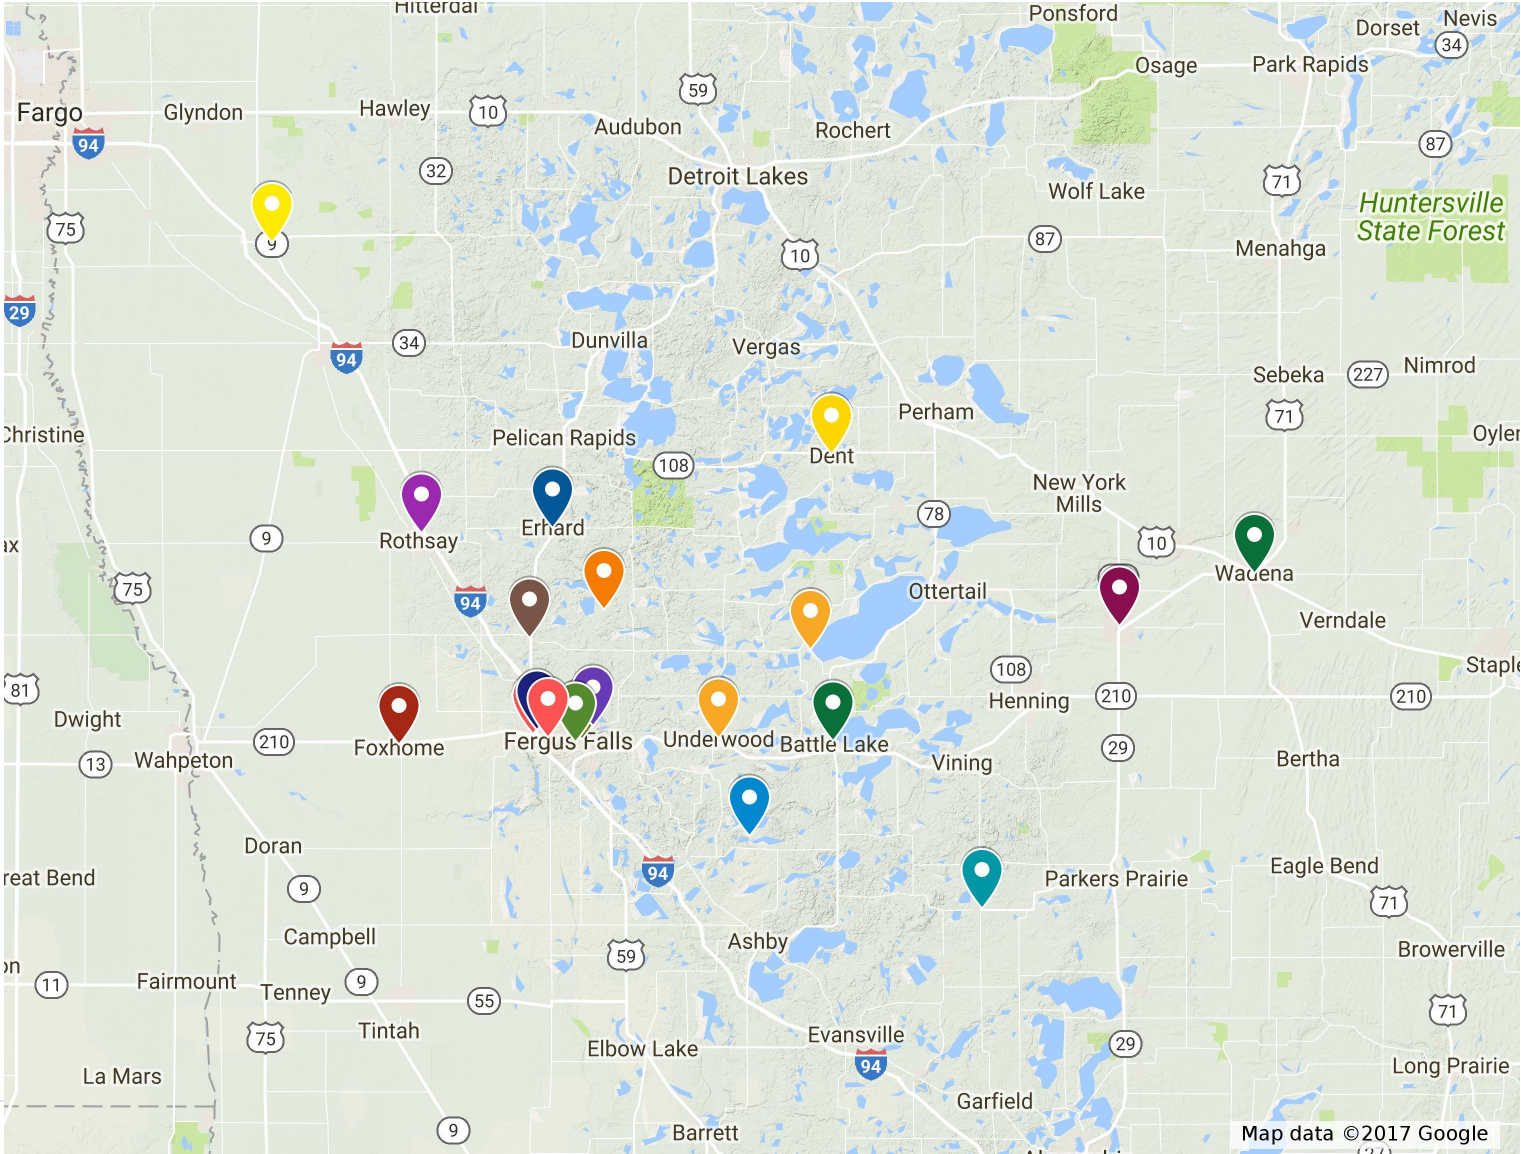 Hitterdal
Ponsford
Dorset
Nevis
34
Osage
Park Rapids
59
Fargo
Glyndon
Hawley
10
Audubon
Rochert
94
87
32
Detroit Lakes
Wolf Lake
71
Huntersville
State Forest
75
9
87
Menahga
10
29
Dunvilla
Vergas
34
94
Sebeka
227
Nimrod
71
Perham
Christine
Pelican Rapids
Dent
108
New York
Mills
78
Rothsay
Erhard
9
10
Wadena
75
94
Ottertail
Verndale
81
108
Henning
210
210
Dwight
210
Foxhome
Fergus Falls
Underwood
Battle Lake
13
Wahpeton
29
Vining
Bertha
Doran
94
Parkers Prairie
Eagle Bend
9
71
Campbell
Ashby
Browerville
59
11
Fairmount
9
Tenney
55
71
75
Tintah
Evansville
29
Elbow Lake
94
Long Prairie
La Mars
Garfield
9
Barrett
Map data ©2017 Google